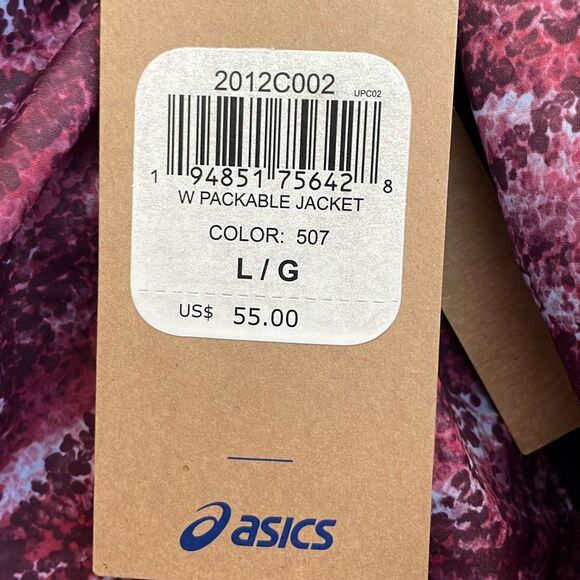 2012C002
UPC02
1 94851 75642 8
W PACKABLE JACKET
COLOR: 507
L / G
US$ 55.00
asics